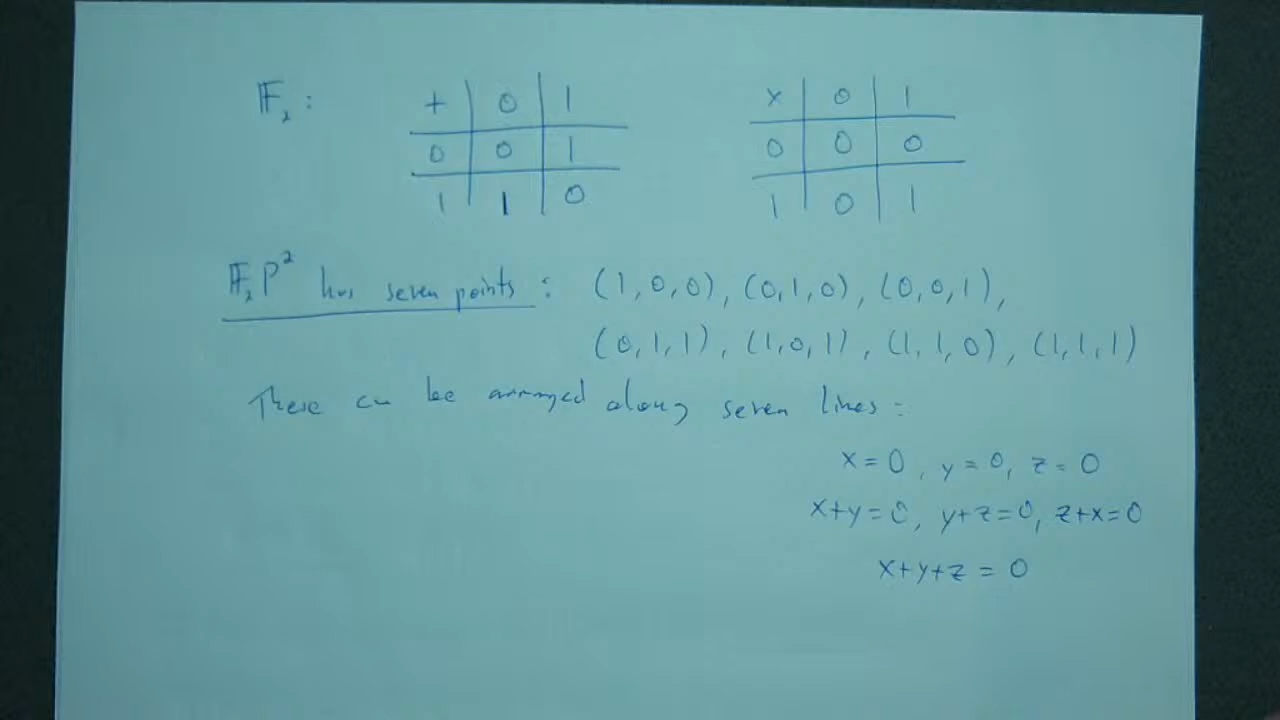 𝔽₂: + 0 1 × 0 1
0 0 1 0 0 0
1 1 0 1 0 1
𝔽₂P² has seven points: (1,0,0), (0,1,0), (0,0,1),
(0,1,1), (1,0,1), (1,1,0), (1,1,1)
These can be arranged along seven lines:
x=0, y=0, z=0
x+y=0, y+z=0, z+x=0
x+y+z=0